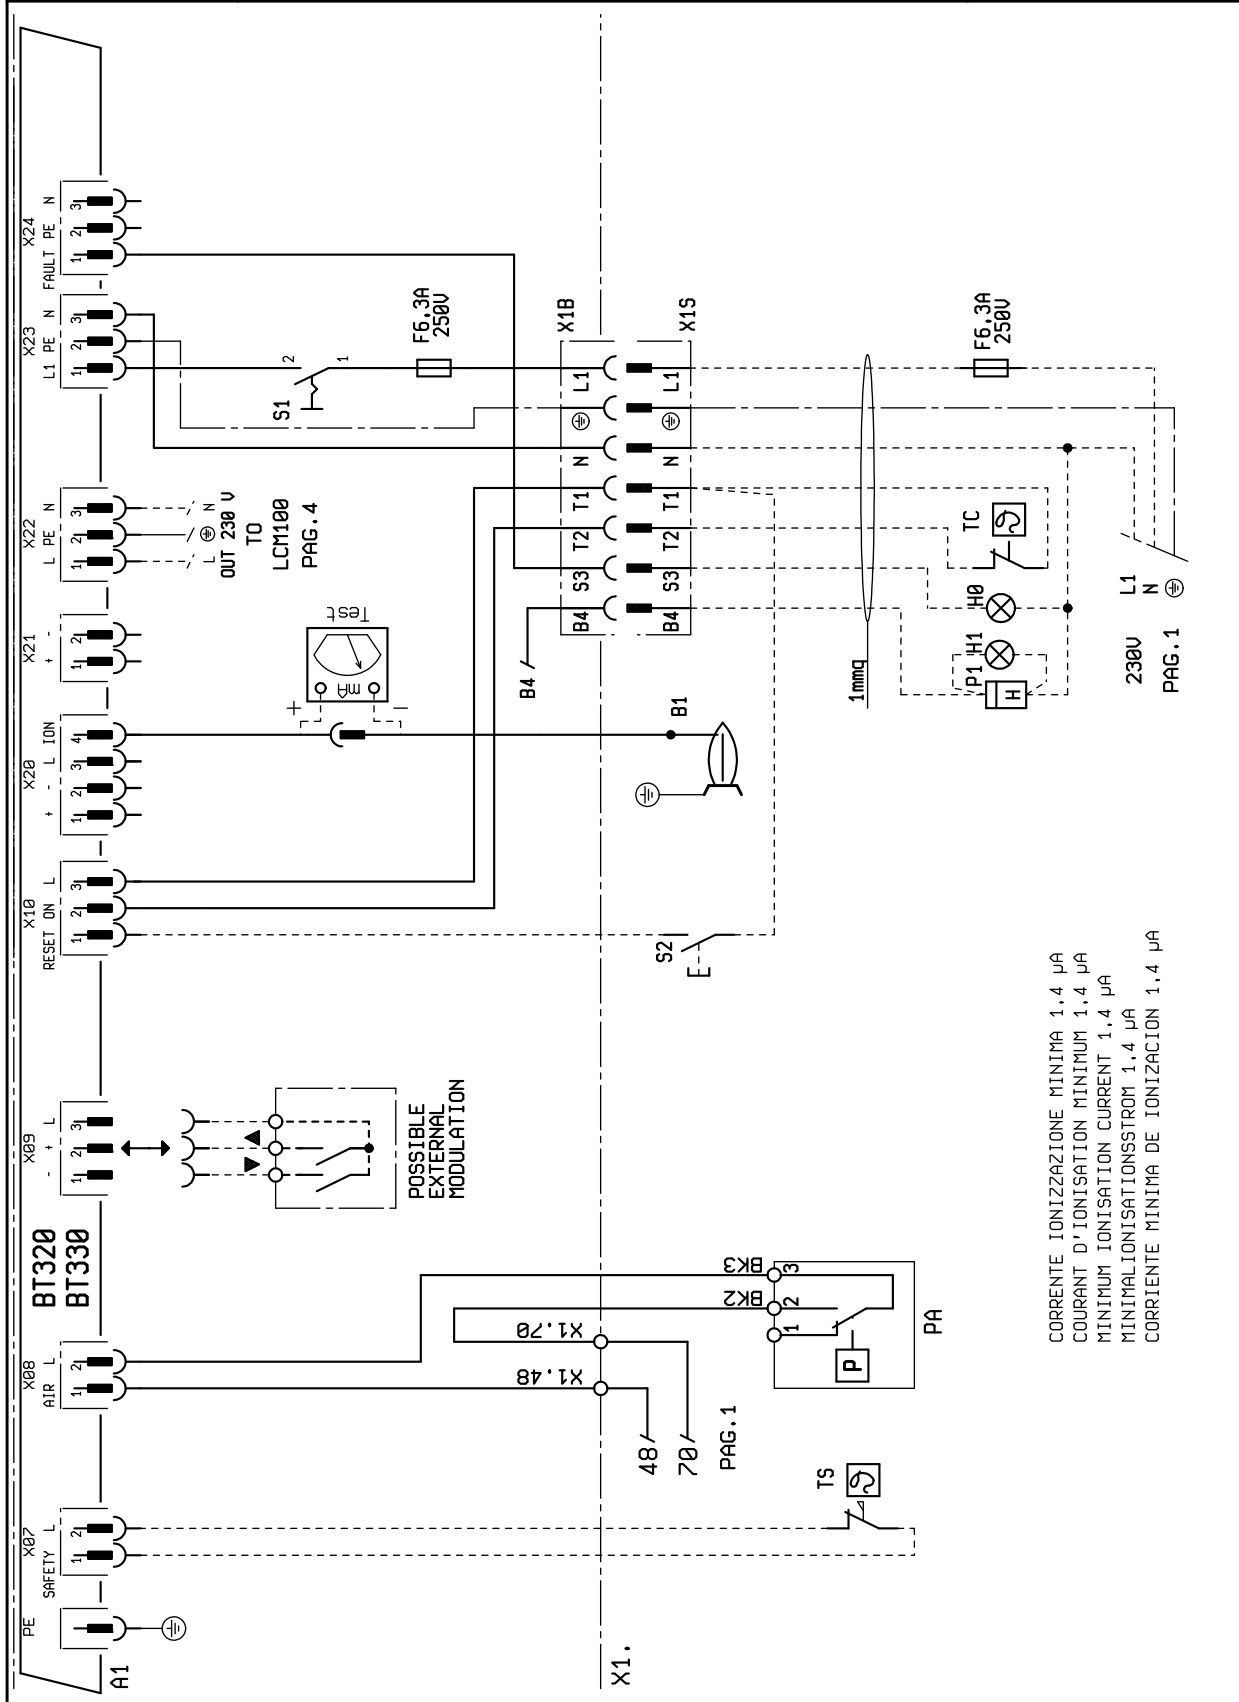 A1
BT320
BT330
PE
X07
SAFETY L
1 2
X08
AIR L
1 2
X09
- + L
1 2 3
X10
RESET ON L
1 2 3
X20
+ - L ION
1 2 3 4
X21
+ -
1 2
X22
L PE N
1 2 3
X23
L1 PE N
1 2 3
X24
FAULT PE N
1 2 3
L N
OUT 230 V
TO
LCM100
PAG.4
S1
2
1
F6,3A
250V
Test
mA
+ -
POSSIBLE
EXTERNAL
MODULATION
B4
X1B
B4 S3 T2 T1 N L1
X1S
B4 S3 T2 T1 N L1
X1.
X1.48
X1.70
48
70
PAG.1
BK2
BK3
1 2 3
P
PA
TS
S2
B1
1mmq
F6,3A
250V
TC
H0
P1 H1
H
L1
N
230V
PAG.1
CORRENTE IONIZZAZIONE MINIMA 1,4 µA
COURANT D'IONISATION MINIMUM 1,4 µA
MINIMUM IONISATION CURRENT 1,4 µA
MINIMALIONISATIONSSTROM 1,4 µA
CORRIENTE MINIMA DE IONIZACION 1,4 µA